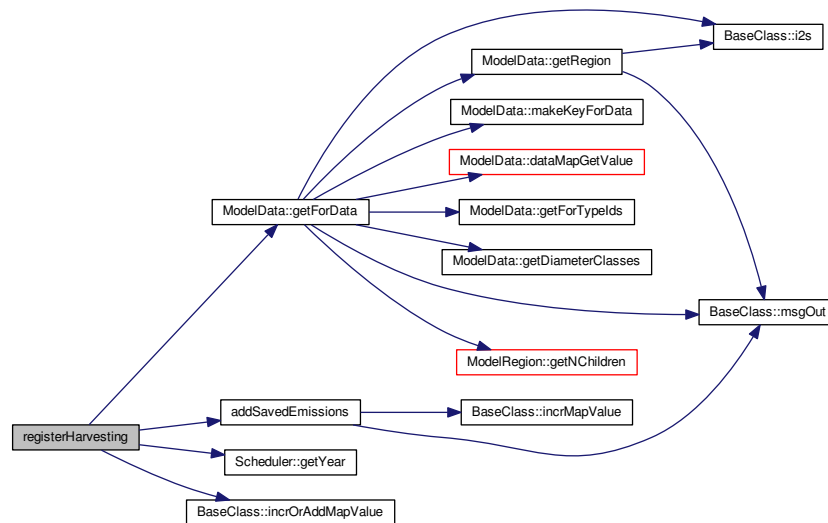 BaseClass::i2s
ModelData::getRegion
ModelData::makeKeyForData
ModelData::dataMapGetValue
ModelData::getForData
ModelData::getForTypeIds
ModelData::getDiameterClasses
BaseClass::msgOut
ModelRegion::getNChildren
addSavedEmissions
BaseClass::incrMapValue
registerHarvesting
Scheduler::getYear
BaseClass::incrOrAddMapValue